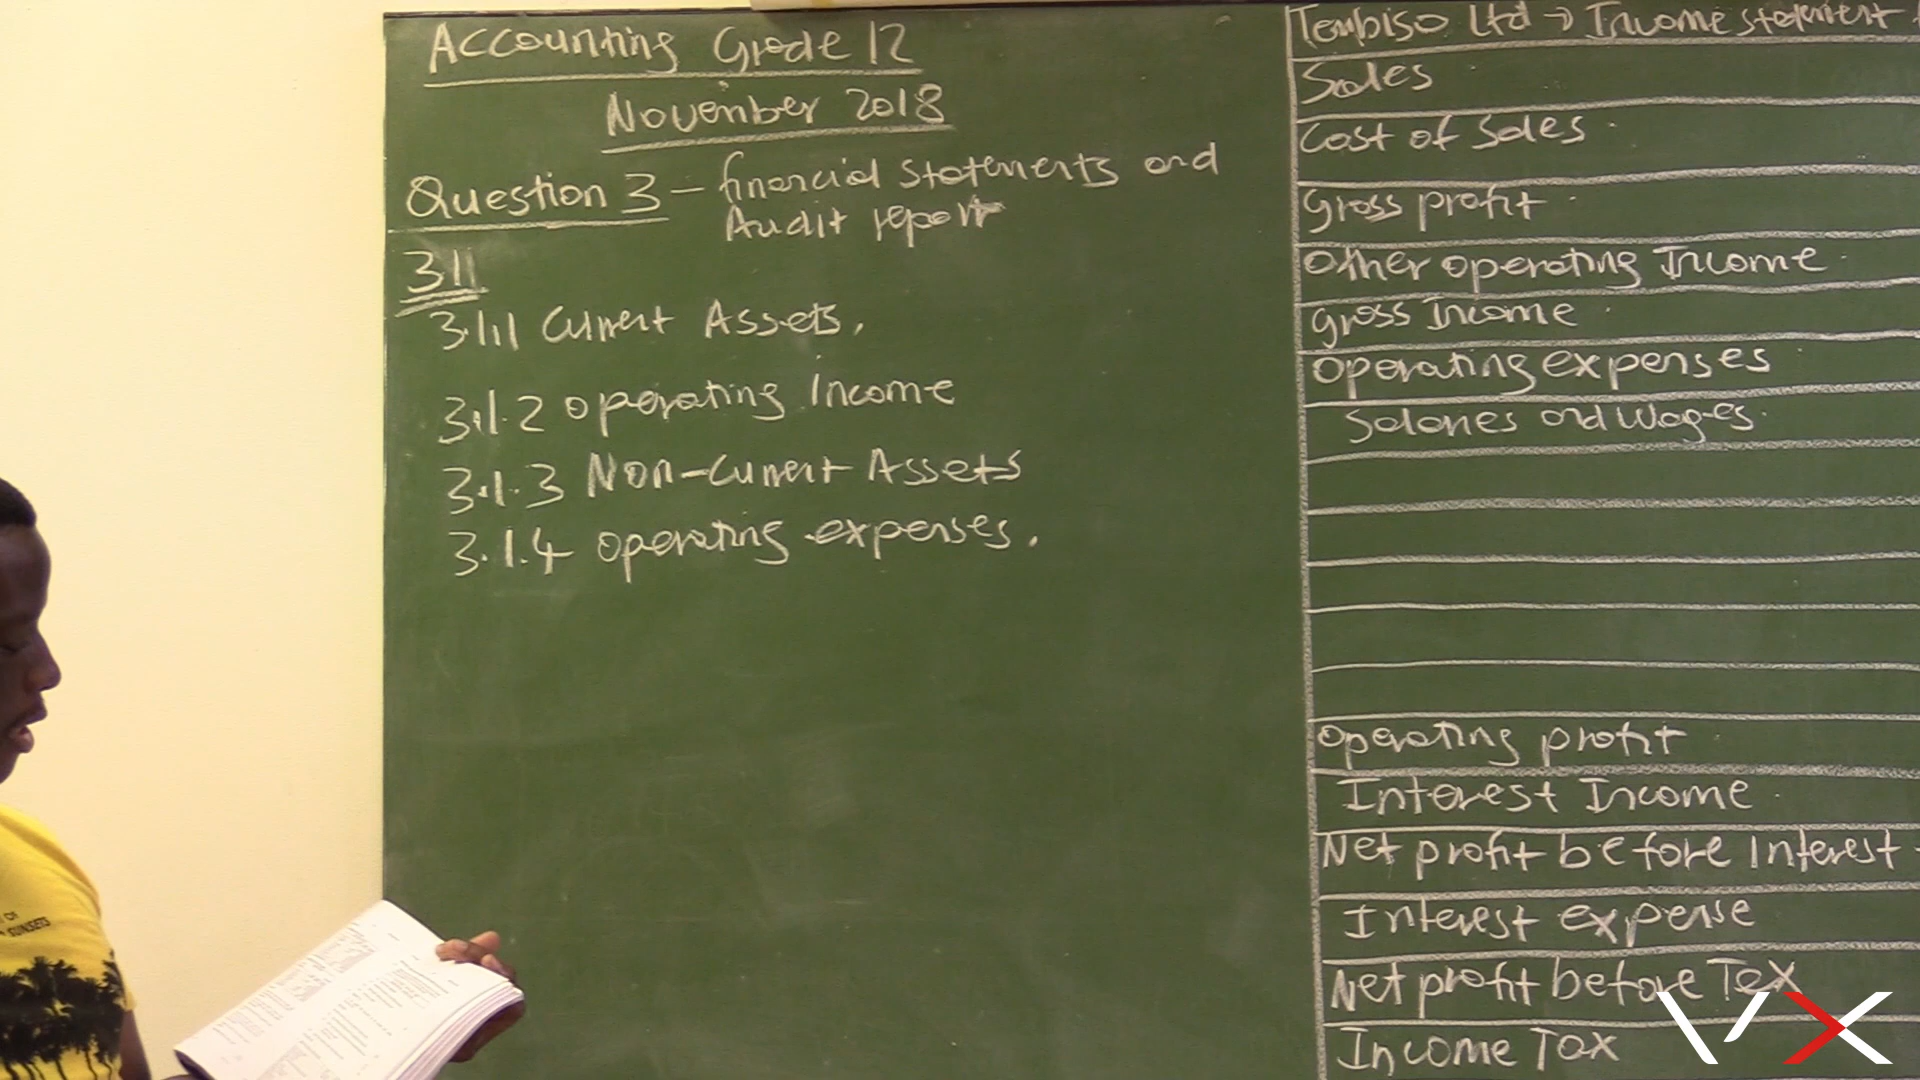 Accounting Grade 12
November 2018
Question 3 - financial statements and
Audit report
3.1
3.1.1 Current Assets.
3.1.2 Operating Income
3.1.3 Non-Current Assets
3.1.4 Operating expenses.
Tembiso Ltd → Income statement
Sales
Cost of Sales
Gross profit
Other operating Income
Gross Income
Operating expenses
Salaries and Wages
Operating profit
Interest Income
Net profit before Interest
Interest expense
Net profit before Tax
Income Tax
SUNSETS
VX